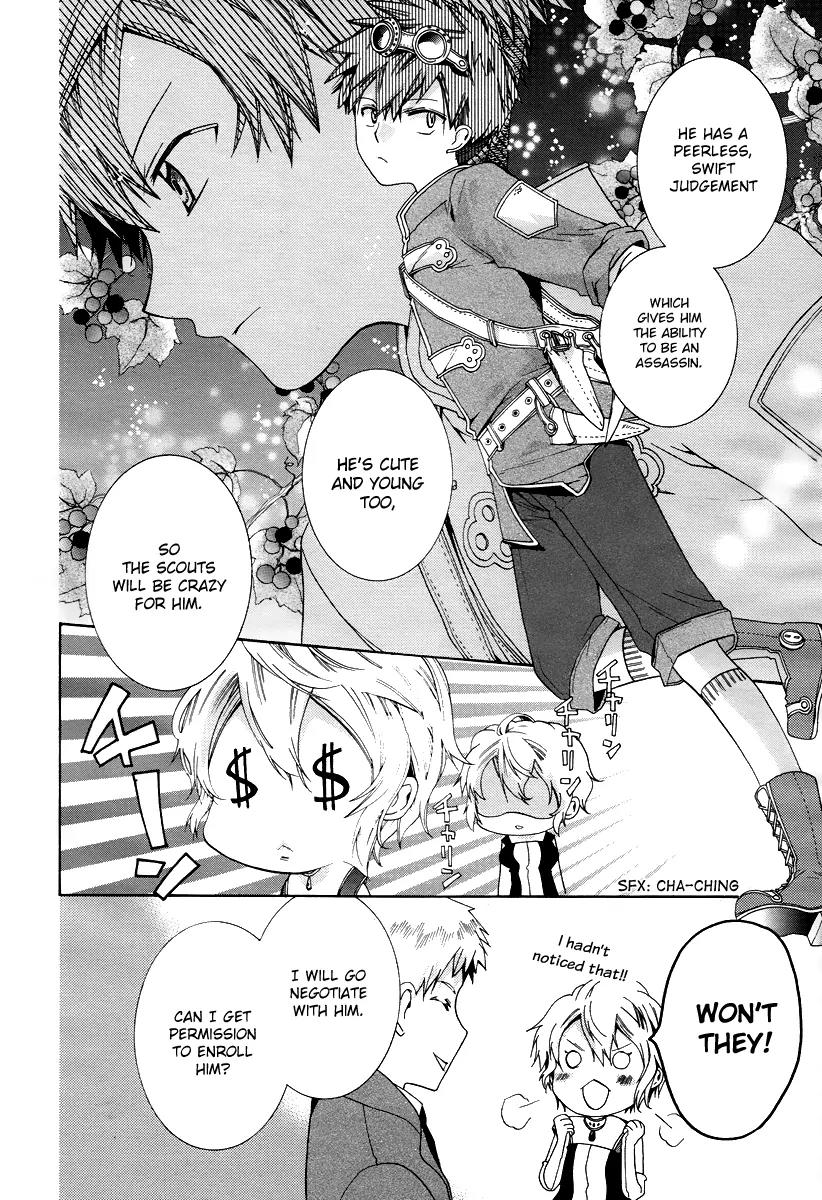 HE HAS A
PEERLESS,
SWIFT
JUDGEMENT
WHICH
GIVES HIM
THE ABILITY
TO BE AN
ASSASSIN.
HE'S CUTE
AND YOUNG
TOO,
SO
THE SCOUTS
WILL BE CRAZY
FOR HIM.
チャリン
チャリン
チャリン
チーン
$ $
SFX: CHA-CHING
WON'T
THEY!
I hadn't
noticed that!!
I WILL GO
NEGOTIATE
WITH HIM.
CAN I GET
PERMISSION
TO ENROLL
HIM?